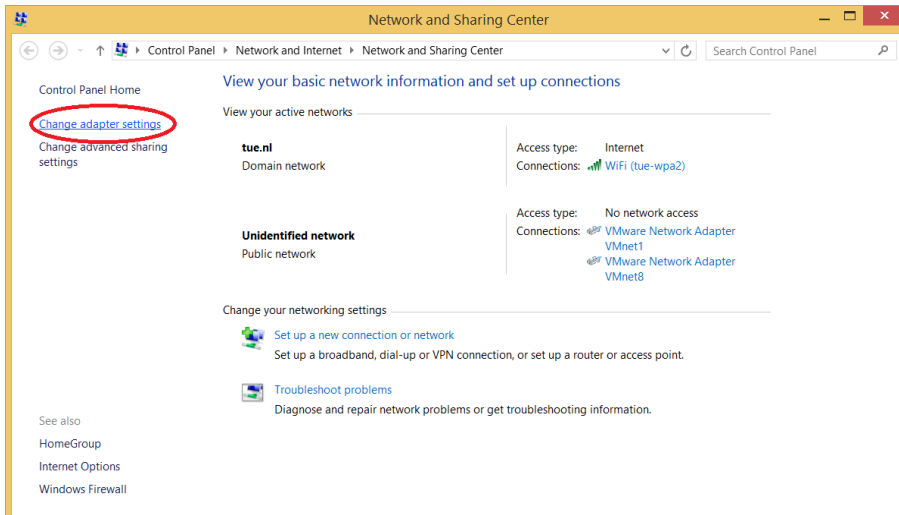 Network and Sharing Center
Control Panel Network and Internet Network and Sharing Center
Search Control Panel
Control Panel Home
Change adapter settings
Change advanced sharing
settings
View your basic network information and set up connections
View your active networks
tue.nl
Domain network
Access type: Internet
Connections: WiFi (tue-wpa2)
Unidentified network
Public network
Access type: No network access
Connections: VMware Network Adapter
VMnet1
VMware Network Adapter
VMnet8
Change your networking settings
Set up a new connection or network
Set up a broadband, dial-up or VPN connection, or set up a router or access point.
Troubleshoot problems
Diagnose and repair network problems or get troubleshooting information.
See also
HomeGroup
Internet Options
Windows Firewall